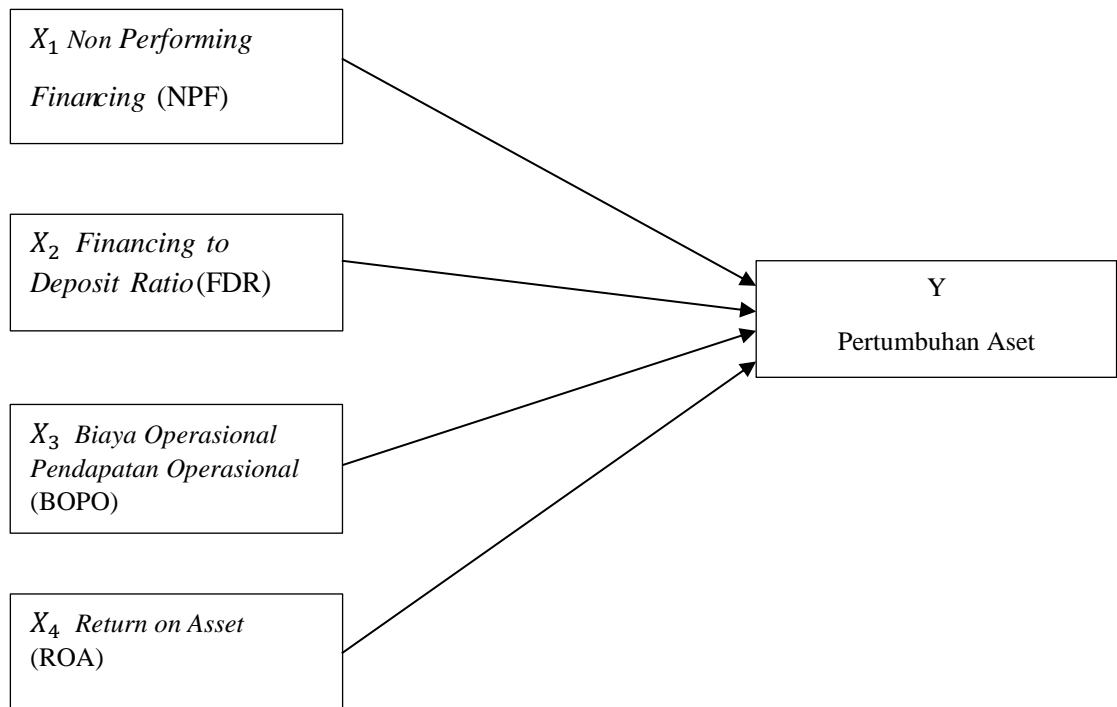 X₁ Non Performing
Financing (NPF)
X₂ Financing to
Deposit Ratio (FDR)
Y
Pertumbuhan Aset
X₃ Biaya Operasional
Pendapatan Operasional
(BOPO)
X₄ Return on Asset
(ROA)